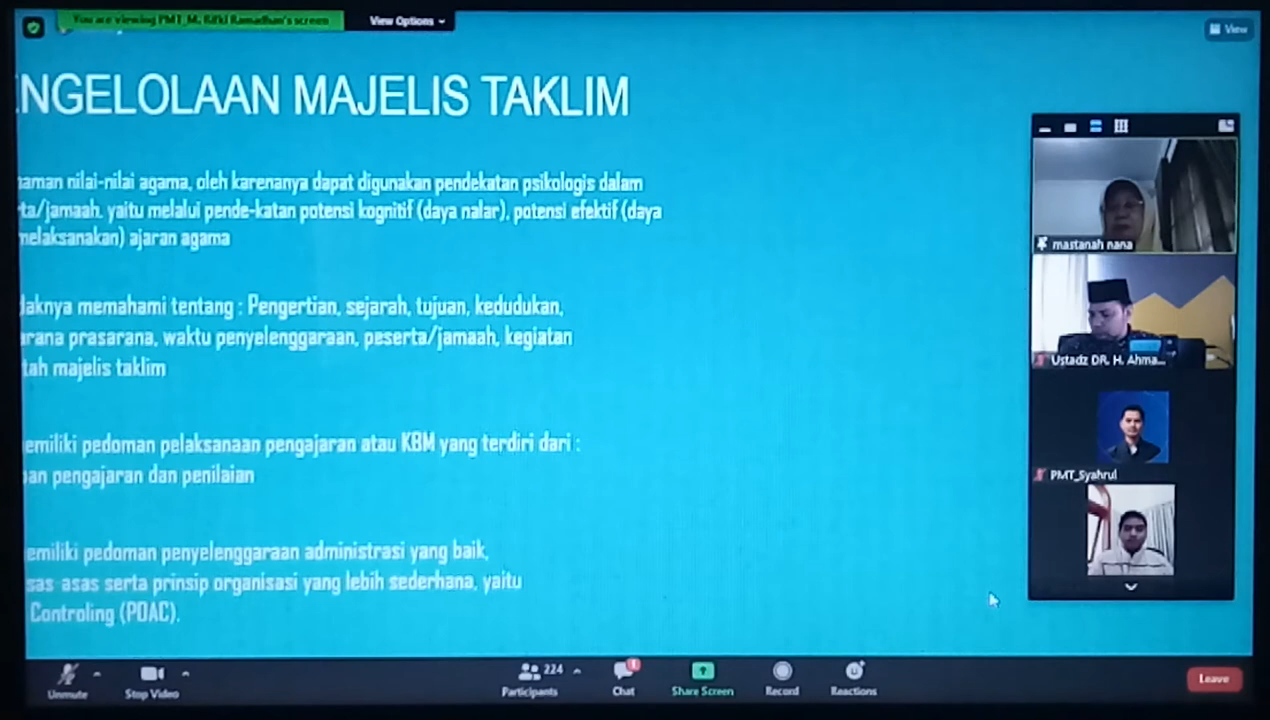 You are viewing PMT_M. Rifki Ramadhan's screen
View Options
View
NGELOLAAN MAJELIS TAKLIM
naman nilai-nilai agama, oleh karenanya dapat digunakan pendekatan psikologis dalam
ta/jamaah. yaitu melalui pende-katan potensi kognitif (daya nalar), potensi efektif (daya
melaksanakan) ajaran agama
daknya memahami tentang : Pengertian, sejarah, tujuan, kedudukan,
arana prasarana, waktu penyelenggaraan, peserta/jamaah, kegiatan
tah majelis taklim
emiliki pedoman pelaksanaan pengajaran atau KBM yang terdiri dari :
pan pengajaran dan penilaian
emiliki pedoman penyelenggaraan administrasi yang baik,
sas-asas serta prinsip organisasi yang lebih sederhana, yaitu
Controling (POAC).
mastanah nana
Ustadz DR. H. Ahma...
PMT_Syahrul
Unmute
Stop Video
224
Participants
Chat
Share Screen
Record
Reactions
Leave